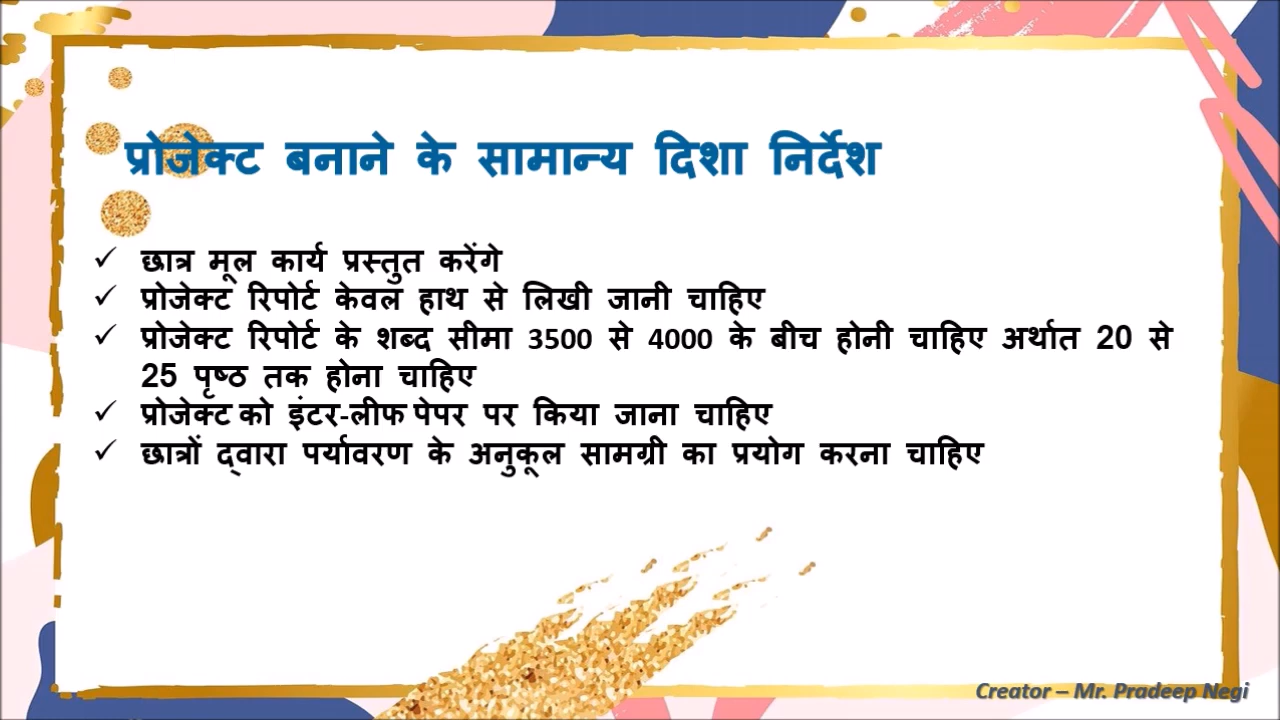 प्रोजेक्ट बनाने के सामान्य दिशा निर्देश
✓ छात्र मूल कार्य प्रस्तुत करेंगे
✓ प्रोजेक्ट रिपोर्ट केवल हाथ से लिखी जानी चाहिए
✓ प्रोजेक्ट रिपोर्ट के शब्द सीमा 3500 से 4000 के बीच होनी चाहिए अर्थात 20 से
25 पृष्ठ तक होना चाहिए
✓ प्रोजेक्ट को इंटर-लीफ पेपर पर किया जाना चाहिए
✓ छात्रों द्वारा पर्यावरण के अनुकूल सामग्री का प्रयोग करना चाहिए
Creator – Mr. Pradeep Negi